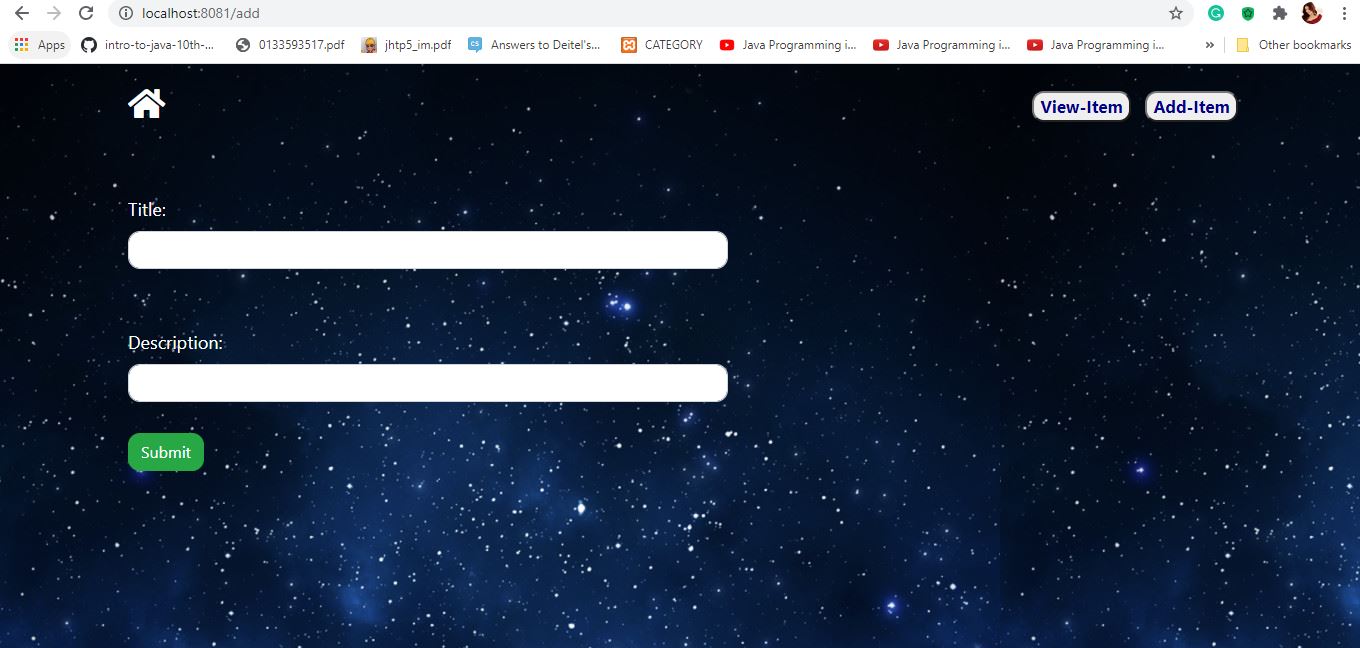 localhost:8081/add
Apps intro-to-java-10th-... 0133593517.pdf jhtp5_im.pdf CS Answers to Deitel's... CATEGORY Java Programming i... Java Programming i... Java Programming i... » Other bookmarks
View-Item Add-Item
Title:
Description:
Submit